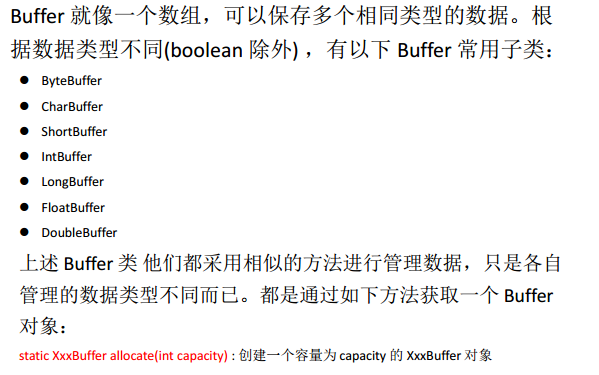 Buffer 就像一个数组，可以保存多个相同类型的数据。根
据数据类型不同(boolean 除外) ，有以下 Buffer 常用子类：
● ByteBuffer
● CharBuffer
● ShortBuffer
● IntBuffer
● LongBuffer
● FloatBuffer
● DoubleBuffer
上述 Buffer 类 他们都采用相似的方法进行管理数据，只是各自
管理的数据类型不同而已。都是通过如下方法获取一个 Buffer
对象：
static XxxBuffer allocate(int capacity) : 创建一个容量为 capacity 的 XxxBuffer 对象